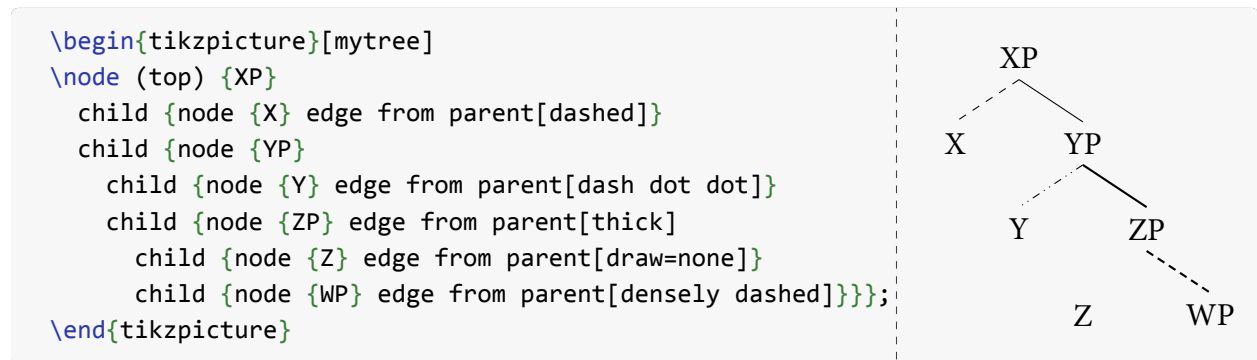 \begin{tikzpicture}[mytree]
\node (top) {XP}
  child {node {X} edge from parent[dashed]}
  child {node {YP}
    child {node {Y} edge from parent[dash dot dot]}
    child {node {ZP} edge from parent[thick]
      child {node {Z} edge from parent[draw=none]}
      child {node {WP} edge from parent[densely dashed]}}};
\end{tikzpicture}
XP
X YP
Y ZP
Z WP